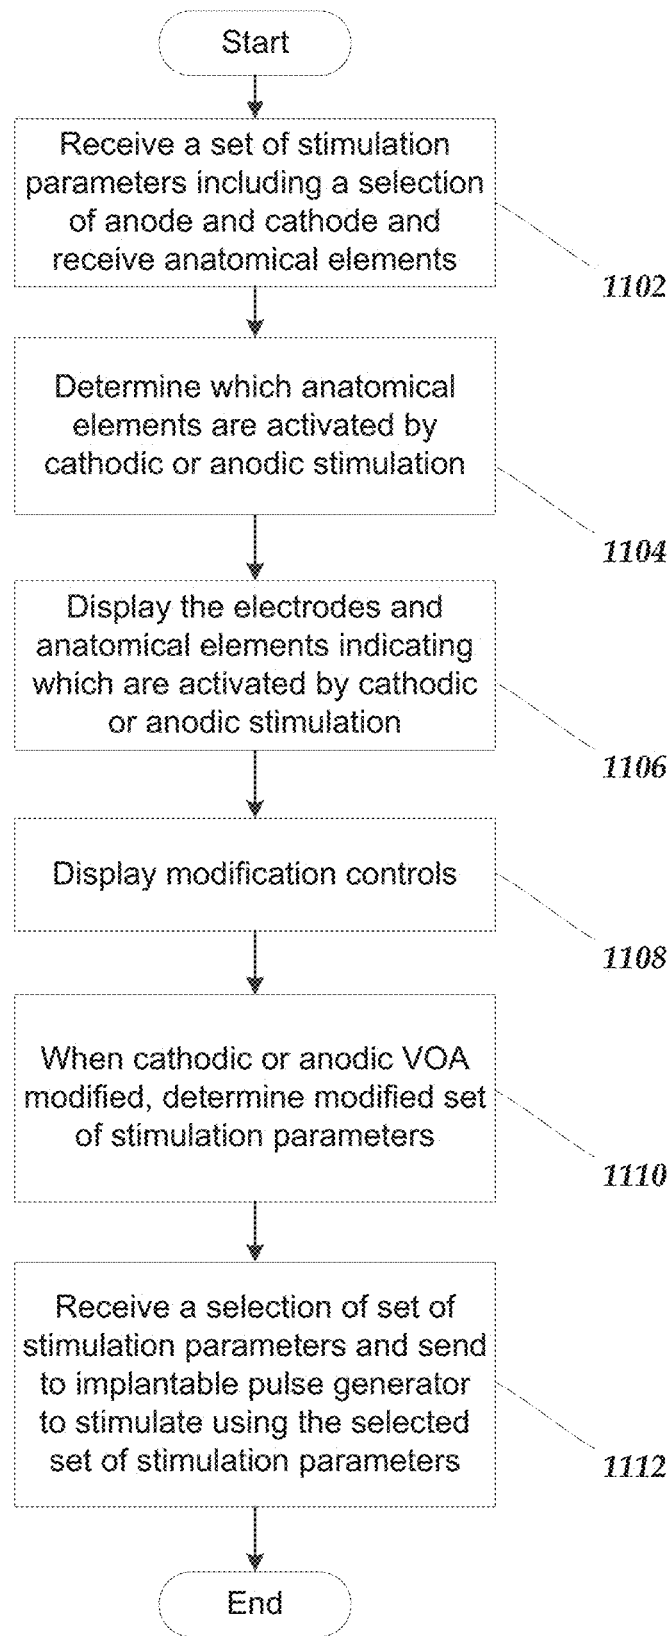 Start
Receive a set of stimulation
parameters including a selection
of anode and cathode and
receive anatomical elements
1102
Determine which anatomical
elements are activated by
cathodic or anodic stimulation
1104
Display the electrodes and
anatomical elements indicating
which are activated by cathodic
or anodic stimulation
1106
Display modification controls
1108
When cathodic or anodic VOA
modified, determine modified set
of stimulation parameters
1110
Receive a selection of set of
stimulation parameters and send
to implantable pulse generator
to stimulate using the selected
set of stimulation parameters
1112
End